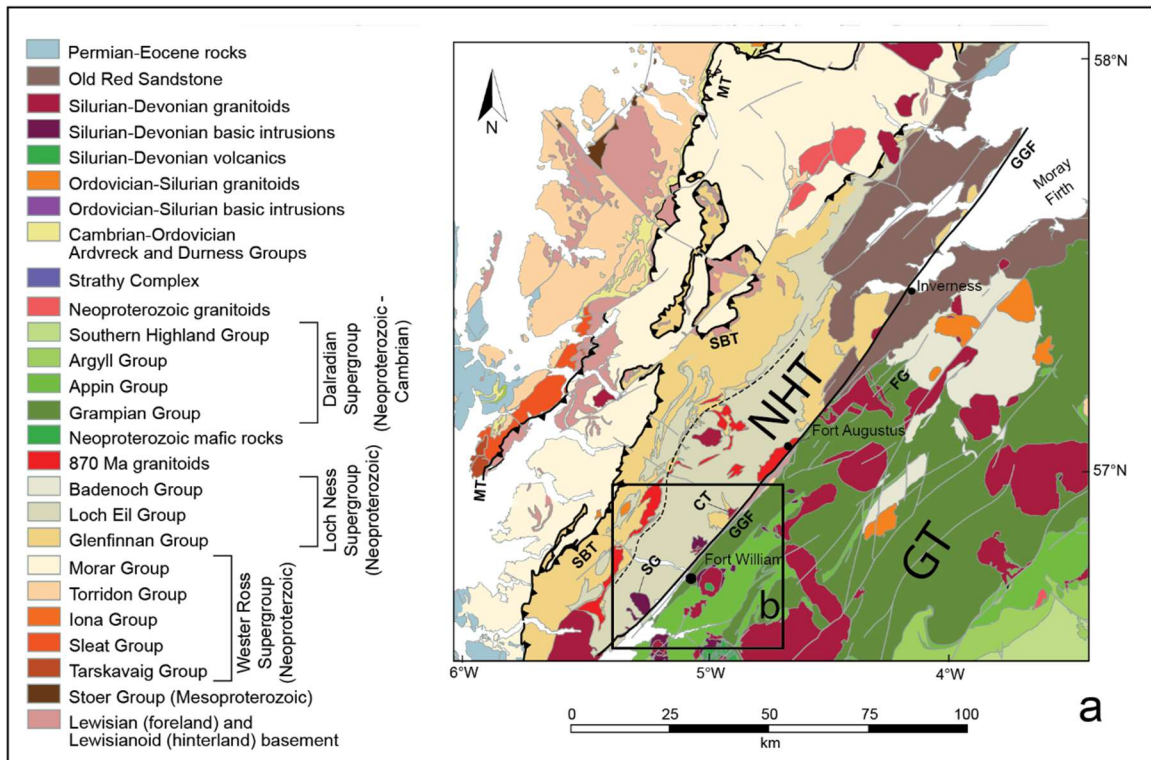 Permian-Eocene rocks
Old Red Sandstone
Silurian-Devonian granitoids
Silurian-Devonian basic intrusions
Silurian-Devonian volcanics
Ordovician-Silurian granitoids
Ordovician-Silurian basic intrusions
Cambrian-Ordovician
Ardvreck and Durness Groups
Strathy Complex
Neoproterozoic granitoids
Southern Highland Group
Argyll Group
Appin Group
Grampian Group
Dalradian
Supergroup
(Neoproterozoic -
Cambrian)
Neoproterozoic mafic rocks
870 Ma granitoids
Badenoch Group
Loch Eil Group
Glenfinnan Group
Loch Ness
Supergroup
(Neoproterozoic)
Morar Group
Torridon Group
Iona Group
Sleat Group
Tarskavaig Group
Wester Ross
Supergroup
(Neoproterzoic)
Stoer Group (Mesoproterozoic)
Lewisian (foreland) and
Lewisianoid (hinterland) basement
N
MT
58°N
GGF
Moray
Firth
Inverness
SBT
NHT
FG
Fort Augustus
57°N
MT
CT
GGF
GT
SBT
SG
Fort William
b
6°W
5°W
4°W
0 25 50 75 100
km
a